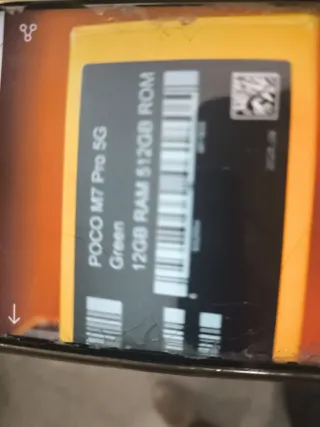 POCO M7 Pro 5G
Green
12GB RAM 512GB ROM